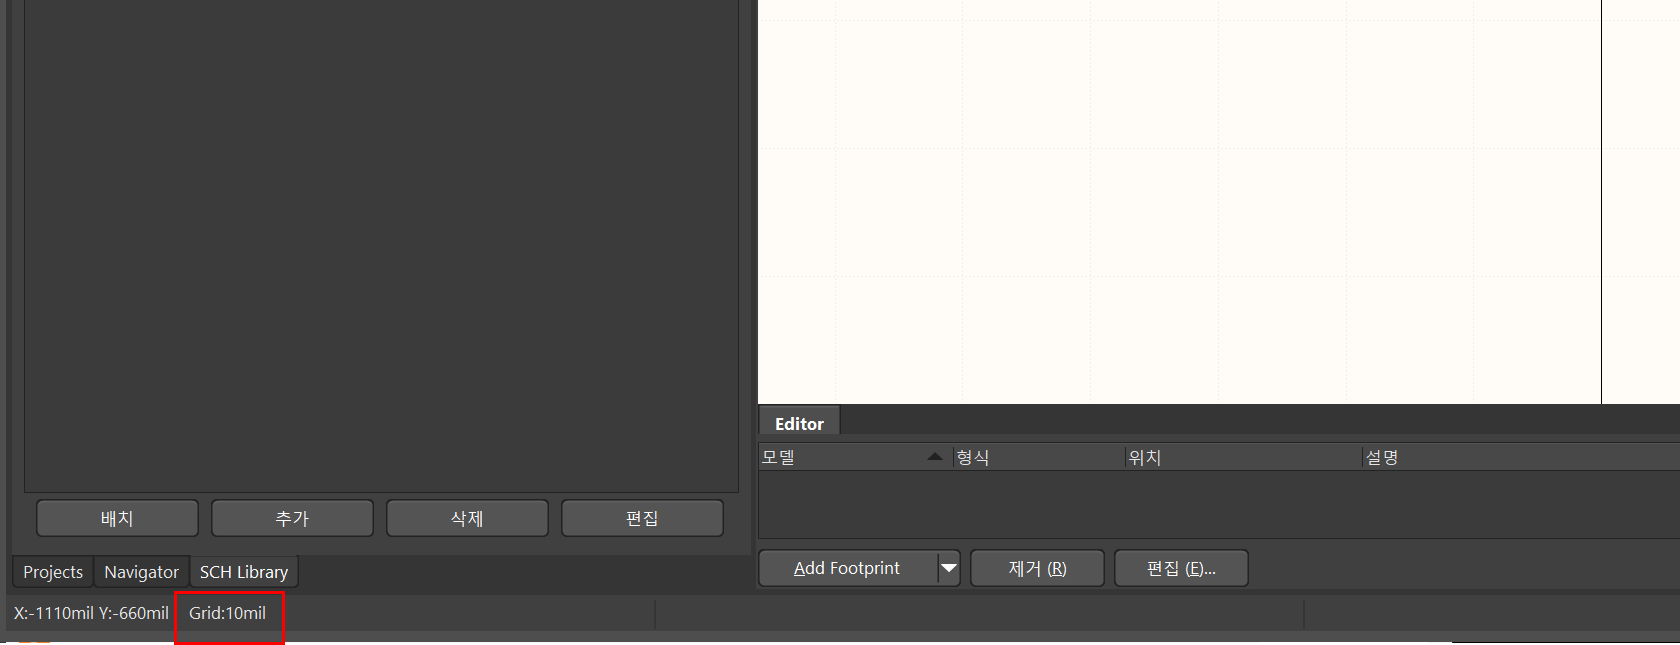 Editor
모델 형식 위치 설명
배치 추가 삭제 편집
Add Footprint 제거 (R) 편집 (E)...
Projects Navigator SCH Library
X:-1110mil Y:-660mil Grid:10mil